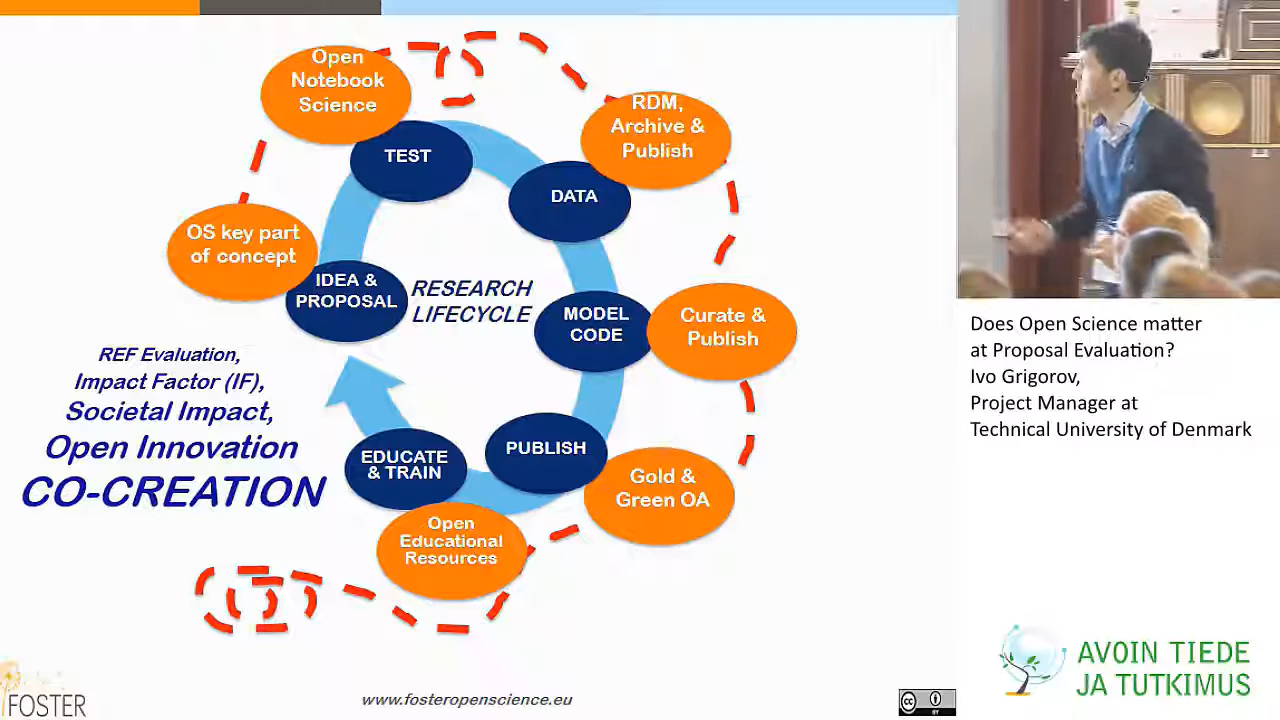 Open
Notebook
Science
RDM,
Archive &
Publish
TEST
DATA
OS key part
of concept
IDEA &
PROPOSAL
RESEARCH
LIFECYCLE
MODEL
CODE
Curate &
Publish
REF Evaluation,
Impact Factor (IF),
Societal Impact,
Open Innovation
CO-CREATION
EDUCATE
& TRAIN
PUBLISH
Gold &
Green OA
Open
Educational
Resources
www.fosteropenscience.eu
FOSTER
cc
BY
Does Open Science matter
at Proposal Evaluation?
Ivo Grigorov,
Project Manager at
Technical University of Denmark
AVOIN TIEDE
JA TUTKIMUS